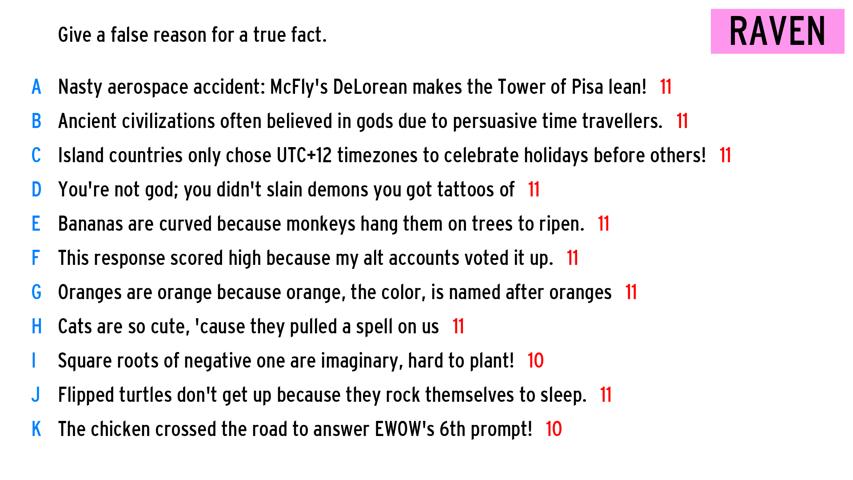 Give a false reason for a true fact.
RAVEN
A Nasty aerospace accident: McFly's DeLorean makes the Tower of Pisa lean! 11
B Ancient civilizations often believed in gods due to persuasive time travellers. 11
C Island countries only chose UTC+12 timezones to celebrate holidays before others! 11
D You're not god; you didn't slain demons you got tattoos of 11
E Bananas are curved because monkeys hang them on trees to ripen. 11
F This response scored high because my alt accounts voted it up. 11
G Oranges are orange because orange, the color, is named after oranges 11
H Cats are so cute, 'cause they pulled a spell on us 11
I Square roots of negative one are imaginary, hard to plant! 10
J Flipped turtles don't get up because they rock themselves to sleep. 11
K The chicken crossed the road to answer EWOW's 6th prompt! 10